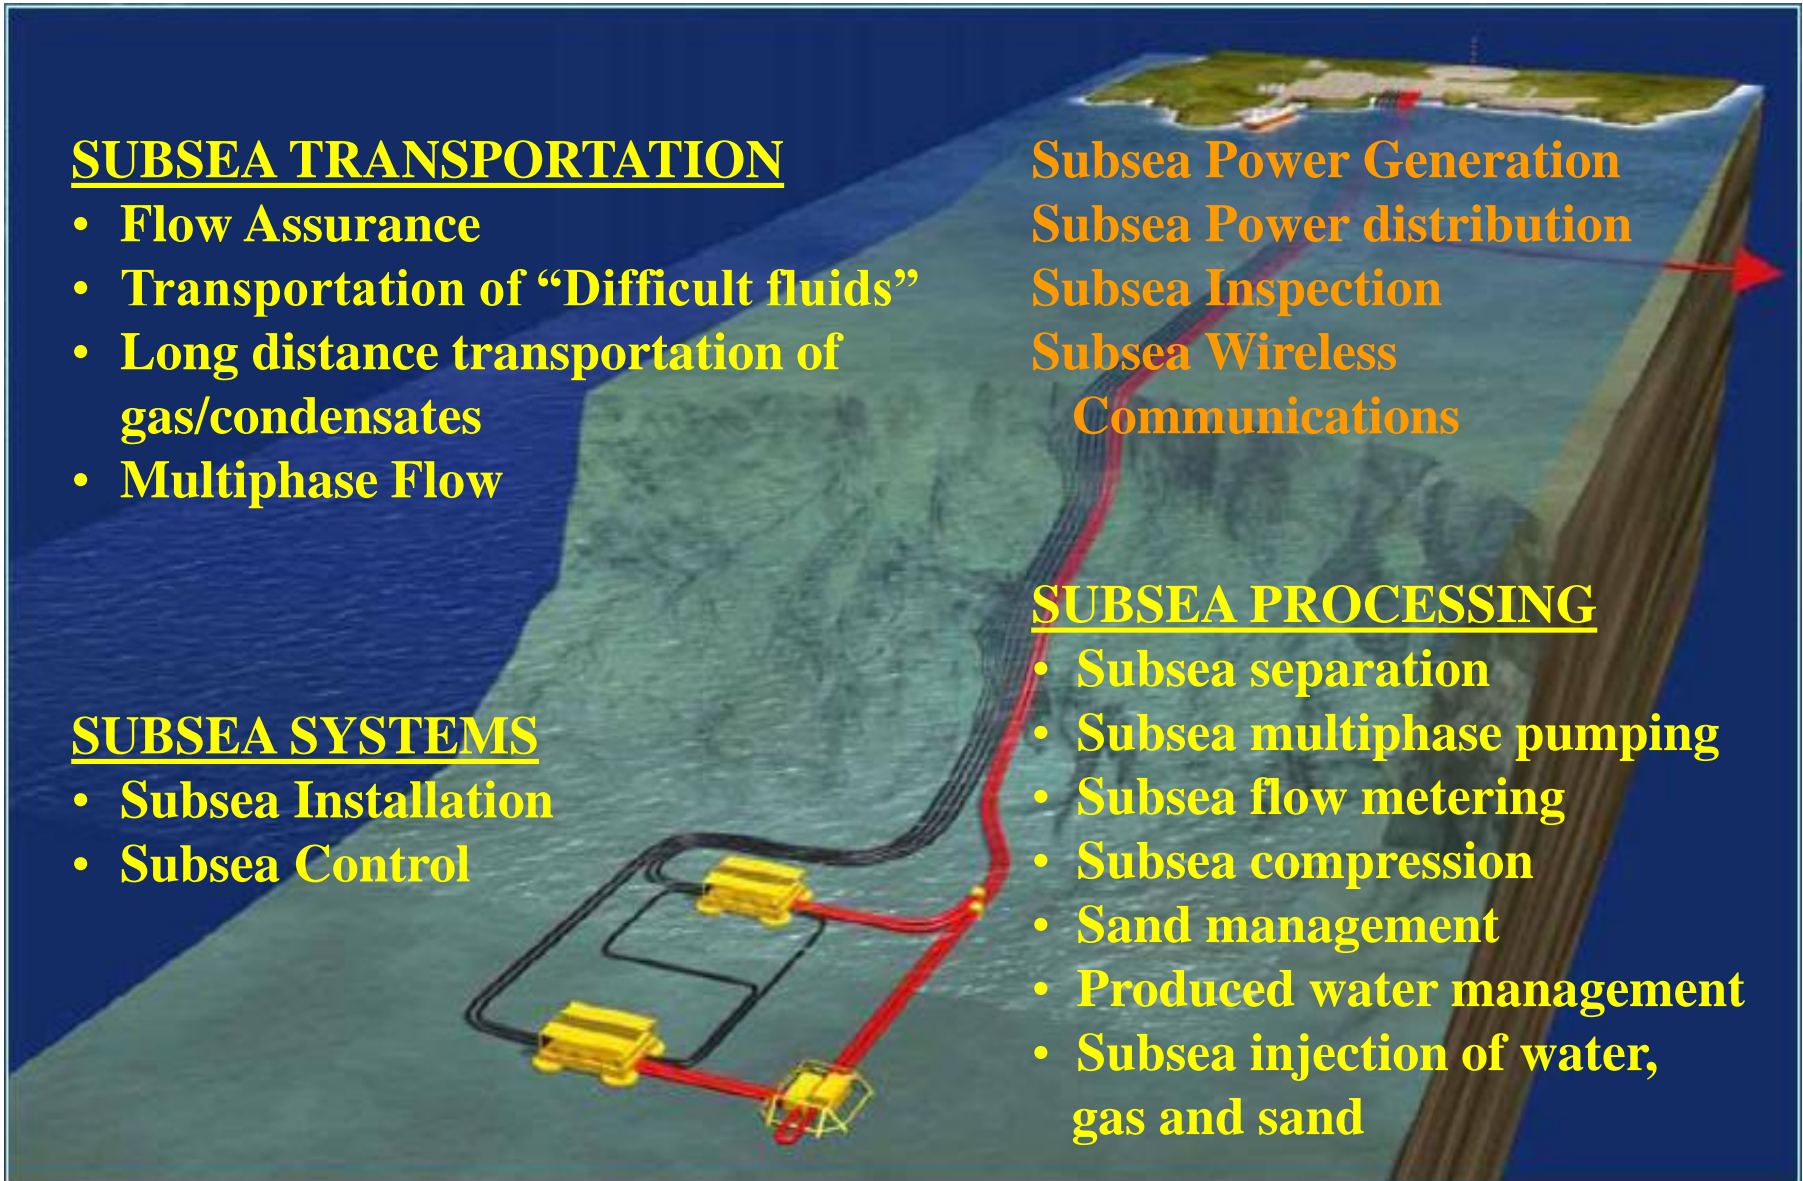 SUBSEA TRANSPORTATION
• Flow Assurance
• Transportation of “Difficult fluids”
• Long distance transportation of
gas/condensates
• Multiphase Flow
SUBSEA SYSTEMS
• Subsea Installation
• Subsea Control
Subsea Power Generation
Subsea Power distribution
Subsea Inspection
Subsea Wireless
Communications
SUBSEA PROCESSING
• Subsea separation
• Subsea multiphase pumping
• Subsea flow metering
• Subsea compression
• Sand management
• Produced water management
• Subsea injection of water,
gas and sand